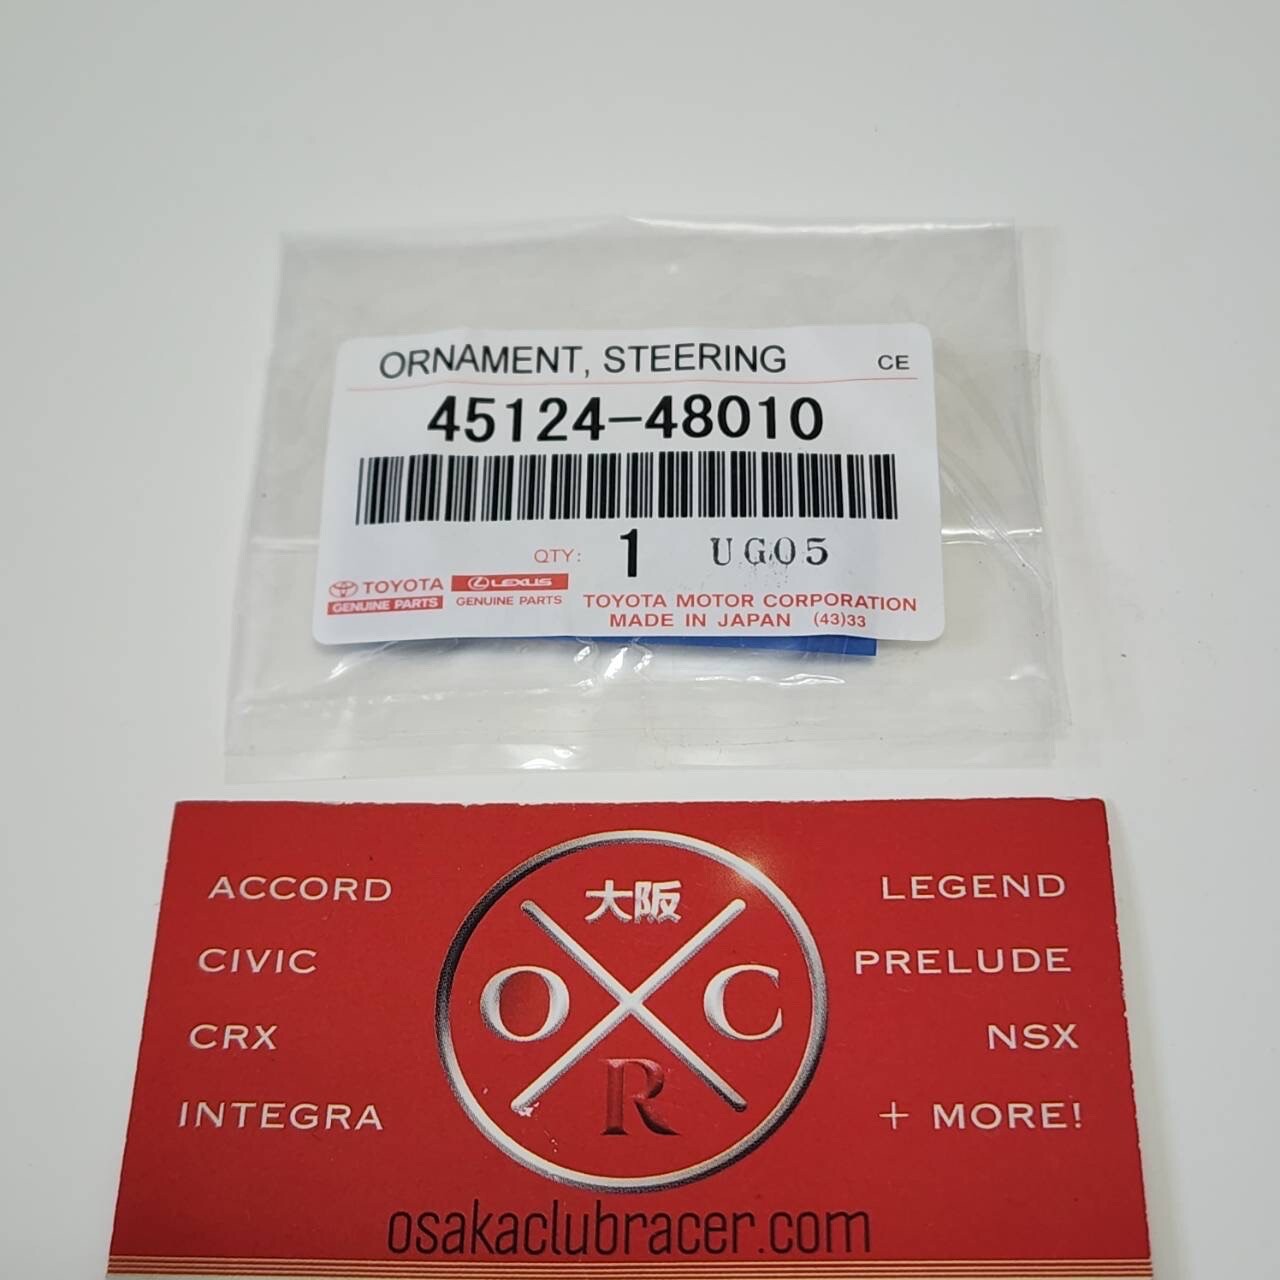 ORNAMENT, STEERING CE
45124-48010
QTY: 1 UG05
TOYOTA LEXUS
GENUINE PARTS GENUINE PARTS
TOYOTA MOTOR CORPORATION
MADE IN JAPAN (43)33
大阪
ACCORD LEGEND
CIVIC PRELUDE
O C
CRX NSX
R
INTEGRA + MORE!
osakaclubracer.com